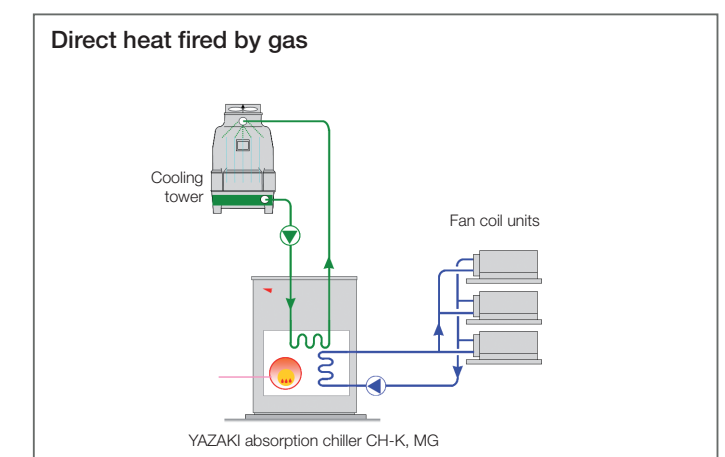 Direct heat fired by gas
Cooling
tower
Fan coil units
YAZAKI absorption chiller CH-K, MG